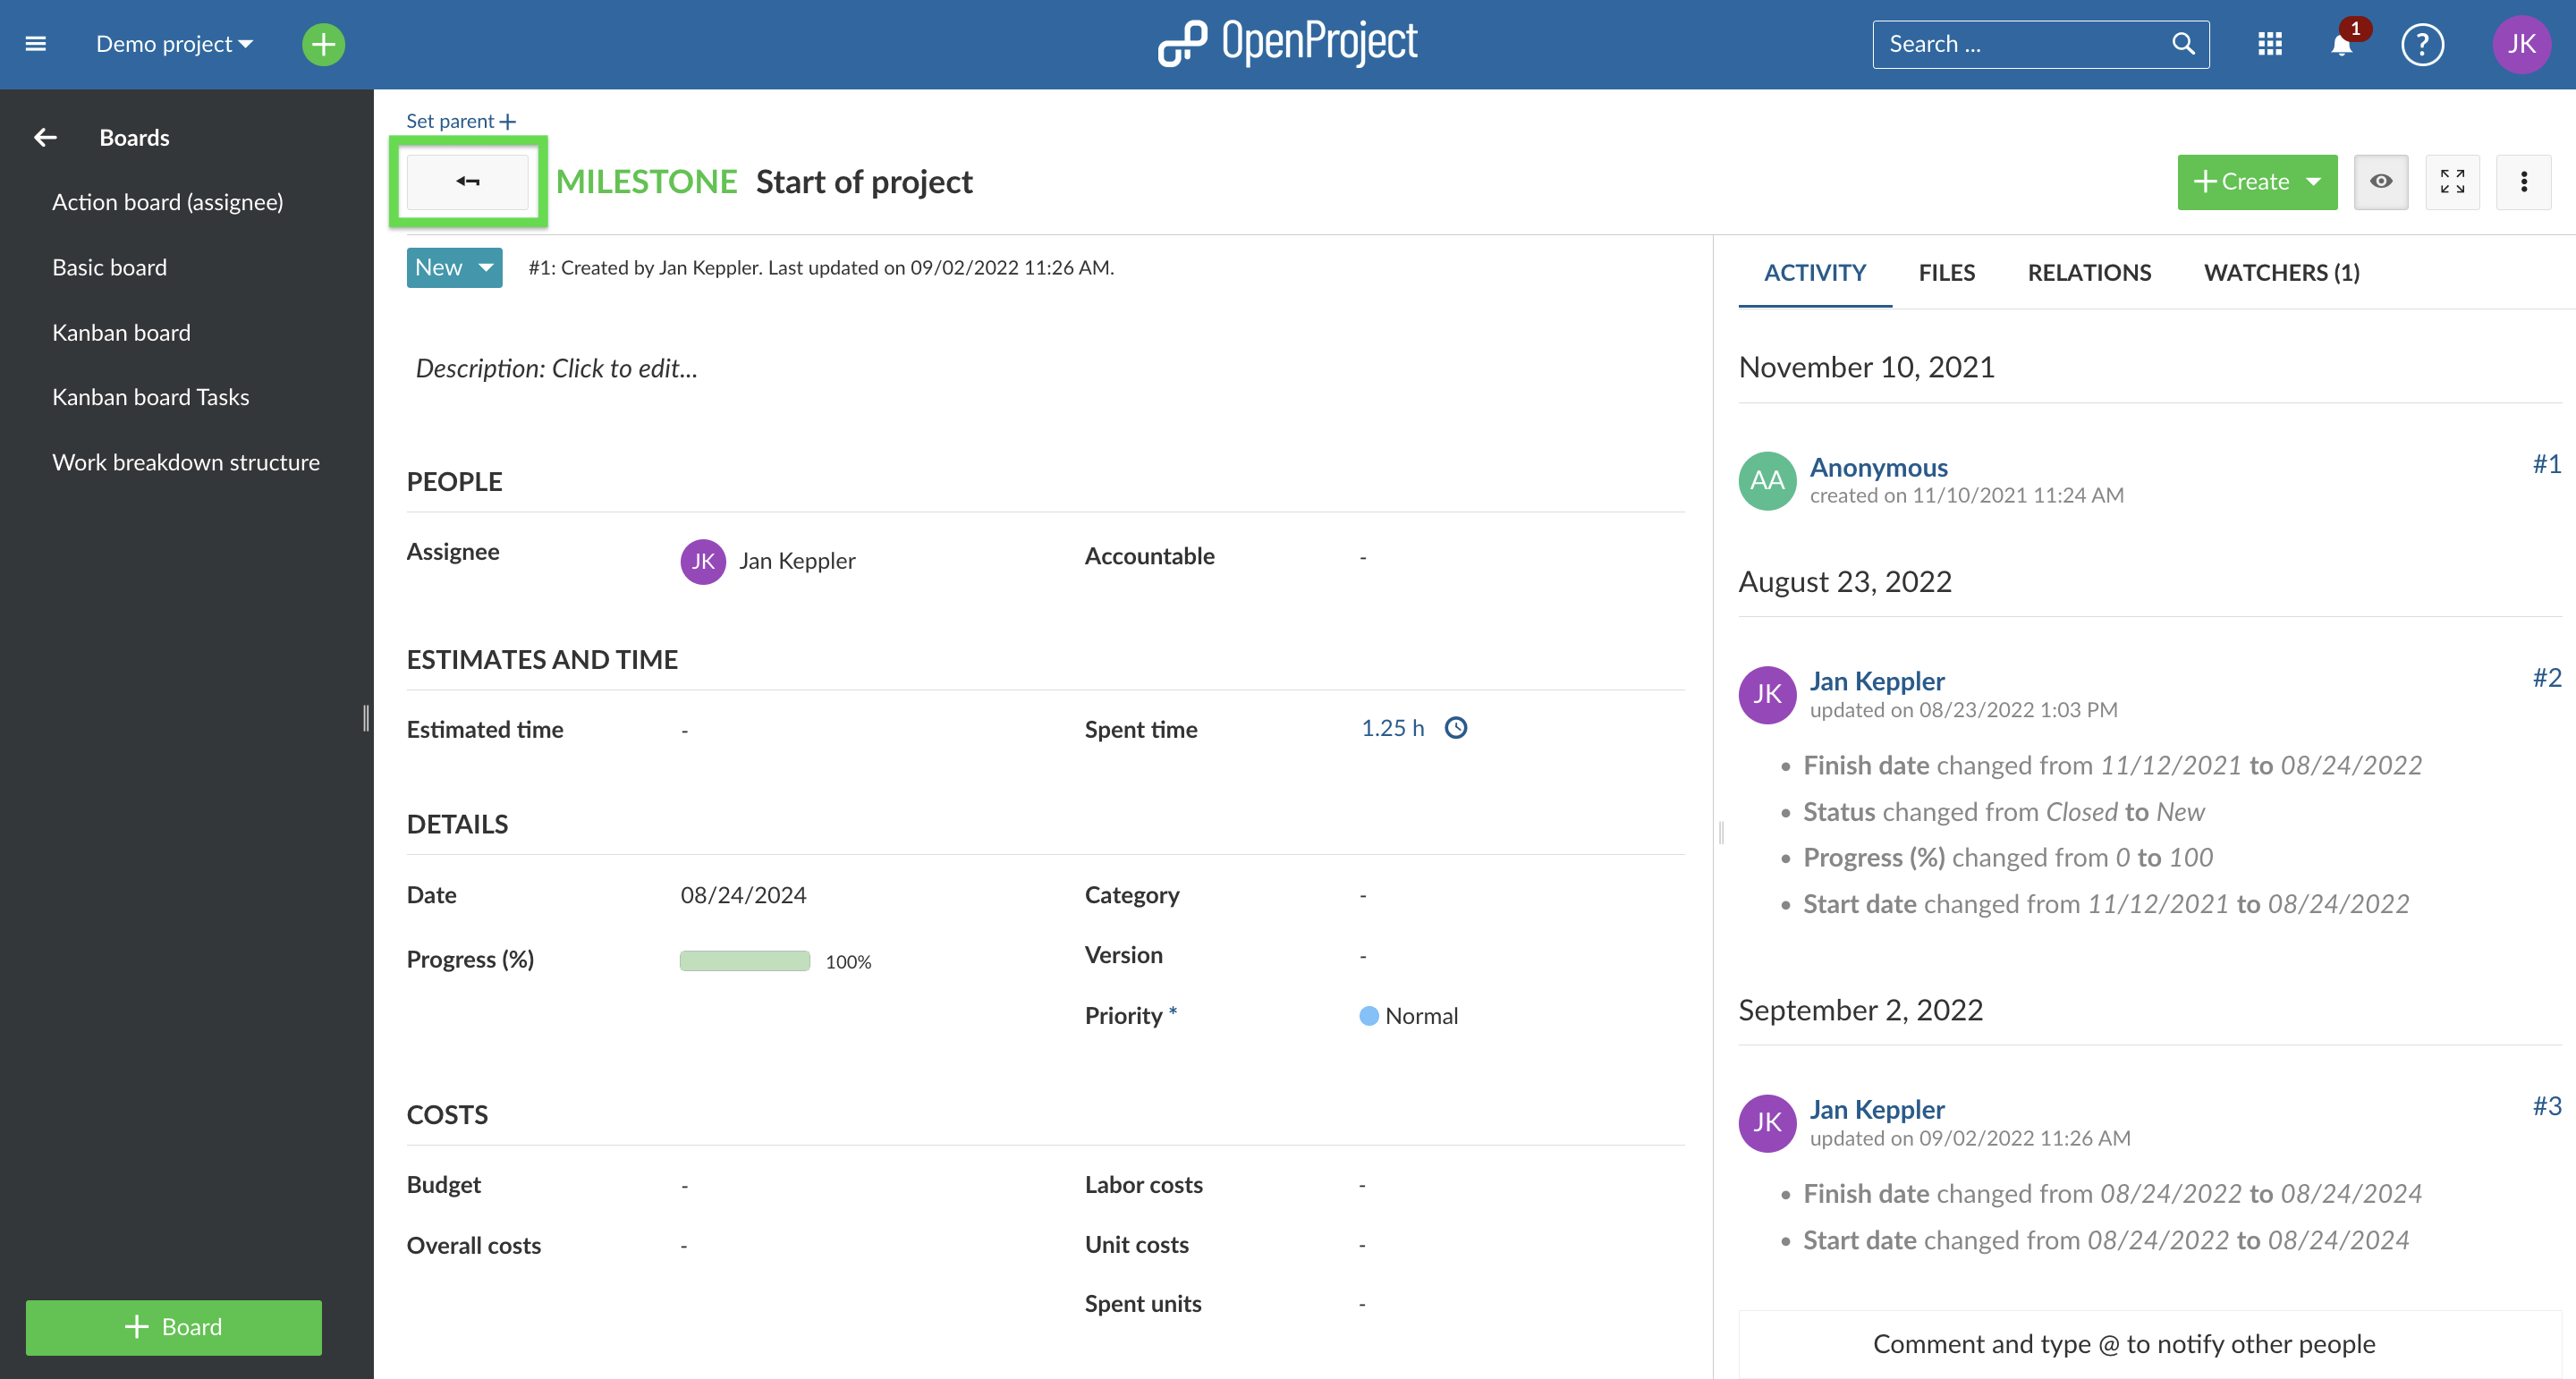 Demo project
OpenProject
Search ...
1
?
JK
Boards
Action board (assignee)
Basic board
Kanban board
Kanban board Tasks
Work breakdown structure
+ Board
Set parent +
MILESTONE Start of project
+ Create
New
#1: Created by Jan Keppler. Last updated on 09/02/2022 11:26 AM.
Description: Click to edit...
PEOPLE
Assignee JK Jan Keppler Accountable -
ESTIMATES AND TIME
Estimated time - Spent time 1.25 h
DETAILS
Date 08/24/2024 Category -
Progress (%) 100% Version -
Priority * Normal
COSTS
Budget - Labor costs -
Overall costs - Unit costs -
Spent units -
ACTIVITY FILES RELATIONS WATCHERS (1)
November 10, 2021
AA Anonymous #1
created on 11/10/2021 11:24 AM
August 23, 2022
JK Jan Keppler #2
updated on 08/23/2022 1:03 PM
• Finish date changed from 11/12/2021 to 08/24/2022
• Status changed from Closed to New
• Progress (%) changed from 0 to 100
• Start date changed from 11/12/2021 to 08/24/2022
September 2, 2022
JK Jan Keppler #3
updated on 09/02/2022 11:26 AM
• Finish date changed from 08/24/2022 to 08/24/2024
• Start date changed from 08/24/2022 to 08/24/2024
Comment and type @ to notify other people